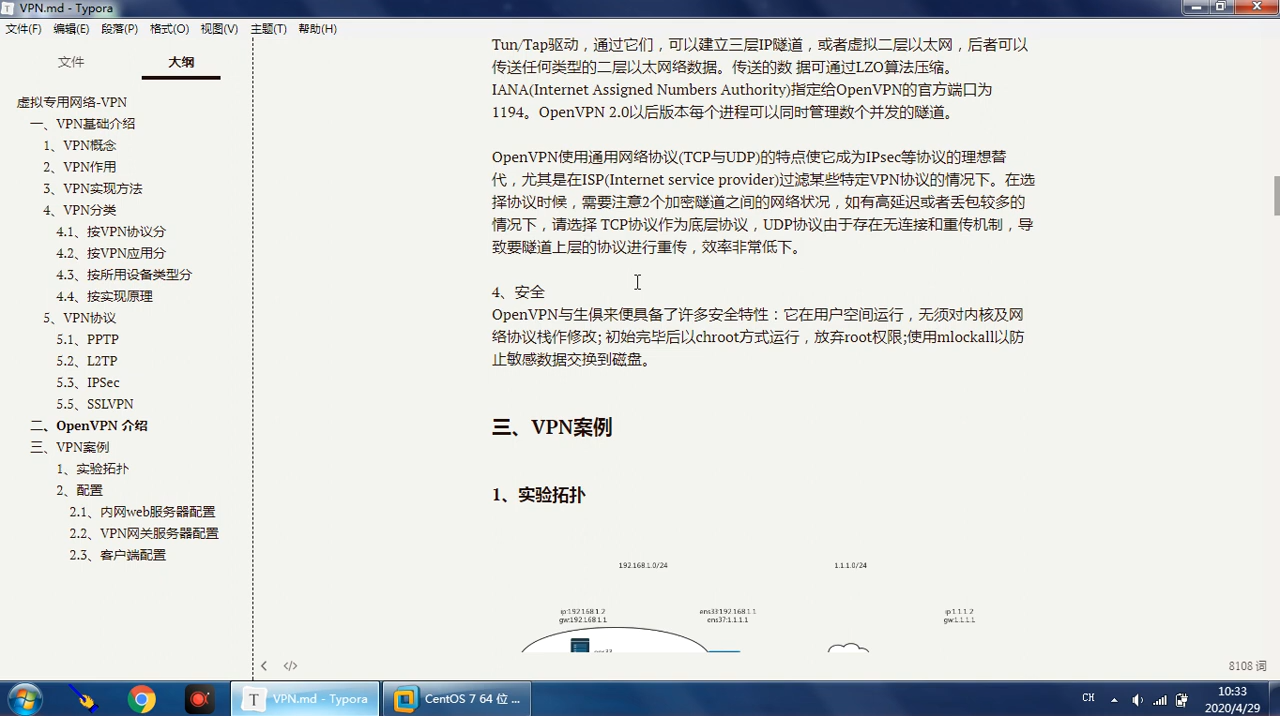 VPN.md - Typora
文件(F) 编辑(E) 段落(P) 格式(O) 视图(V) 主题(T) 帮助(H)
文件 大纲
虚拟专用网络-VPN
一、VPN基础介绍
1、VPN概念
2、VPN作用
3、VPN实现方法
4、VPN分类
4.1、按VPN协议分
4.2、按VPN应用分
4.3、按所用设备类型分
4.4、按实现原理
5、VPN协议
5.1、PPTP
5.2、L2TP
5.3、IPSec
5.5、SSLVPN
二、OpenVPN 介绍
三、VPN案例
1、实验拓扑
2、配置
2.1、内网web服务器配置
2.2、VPN网关服务器配置
2.3、客户端配置
Tun/Tap驱动，通过它们，可以建立三层IP隧道，或者虚拟二层以太网，后者可以
传送任何类型的二层以太网络数据。传送的数 据可通过LZO算法压缩。
IANA(Internet Assigned Numbers Authority)指定给OpenVPN的官方端口为
1194。OpenVPN 2.0以后版本每个进程可以同时管理数个并发的隧道。
OpenVPN使用通用网络协议(TCP与UDP)的特点使它成为IPsec等协议的理想替
代，尤其是在ISP(Internet service provider)过滤某些特定VPN协议的情况下。在选
择协议时候，需要注意2个加密隧道之间的网络状况，如有高延迟或者丢包较多的
情况下，请选择 TCP协议作为底层协议，UDP协议由于存在无连接和重传机制，导
致要隧道上层的协议进行重传，效率非常低下。
4、安全
OpenVPN与生俱来便具备了许多安全特性：它在用户空间运行，无须对内核及网
络协议栈作修改; 初始完毕后以chroot方式运行，放弃root权限;使用mlockall以防
止敏感数据交换到磁盘。
三、VPN案例
1、实验拓扑
192.168.1.0/24 1.1.1.0/24
ip:192.168.1.2 ens33:192.168.1.1 ip:1.1.1.2
gw:192.168.1.1 ens37:1.1.1.1 gw:1.1.1.1
ens33
8108 词
VPN.md - Typora CentOS 7 64 位 ... CH 10:33
2020/4/29